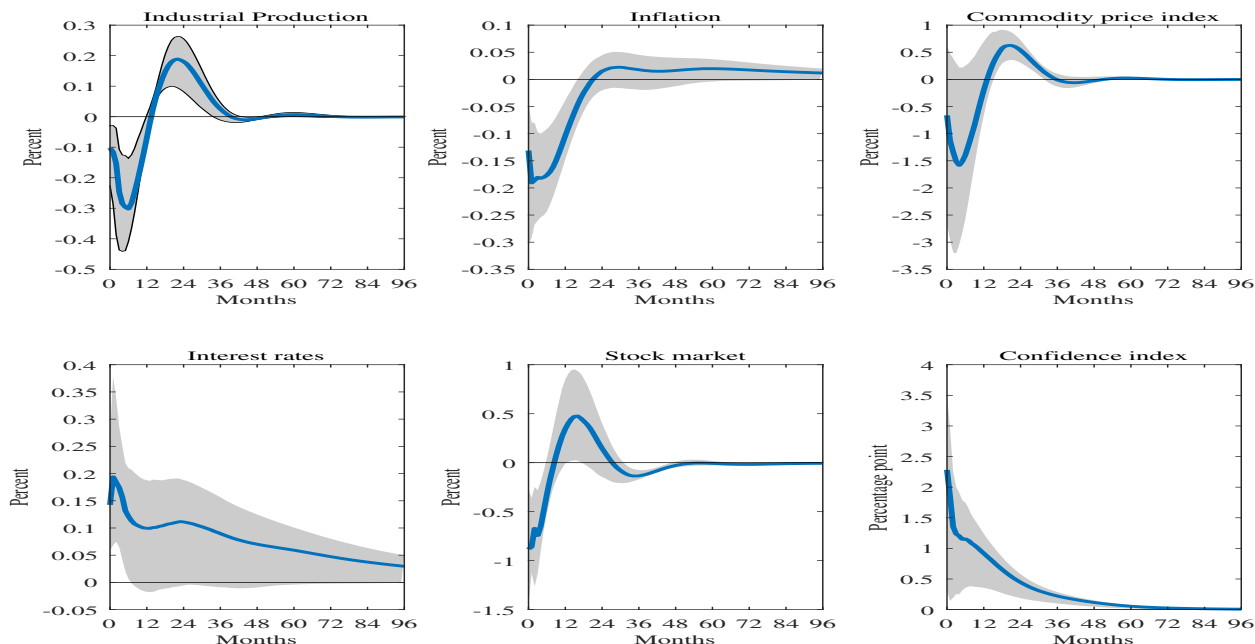 Industrial Production
Percent
0.3
0.2
0.1
0
-0.1
-0.2
-0.3
-0.4
-0.5
0 12 24 36 48 60 72 84 96
Months
Inflation
Percent
0.1
0.05
0
-0.05
-0.1
-0.15
-0.2
-0.25
-0.3
-0.35
0 12 24 36 48 60 72 84 96
Months
Commodity price index
Percent
1
0.5
0
-0.5
-1
-1.5
-2
-2.5
-3
-3.5
0 12 24 36 48 60 72 84 96
Months
Interest rates
Percent
0.4
0.35
0.3
0.25
0.2
0.15
0.1
0.05
0
-0.05
0 12 24 36 48 60 72 84 96
Months
Stock market
Percent
1
0.5
0
-0.5
-1
-1.5
0 12 24 36 48 60 72 84 96
Months
Confidence index
Percentage point
4
3.5
3
2.5
2
1.5
1
0.5
0
0 12 24 36 48 60 72 84 96
Months